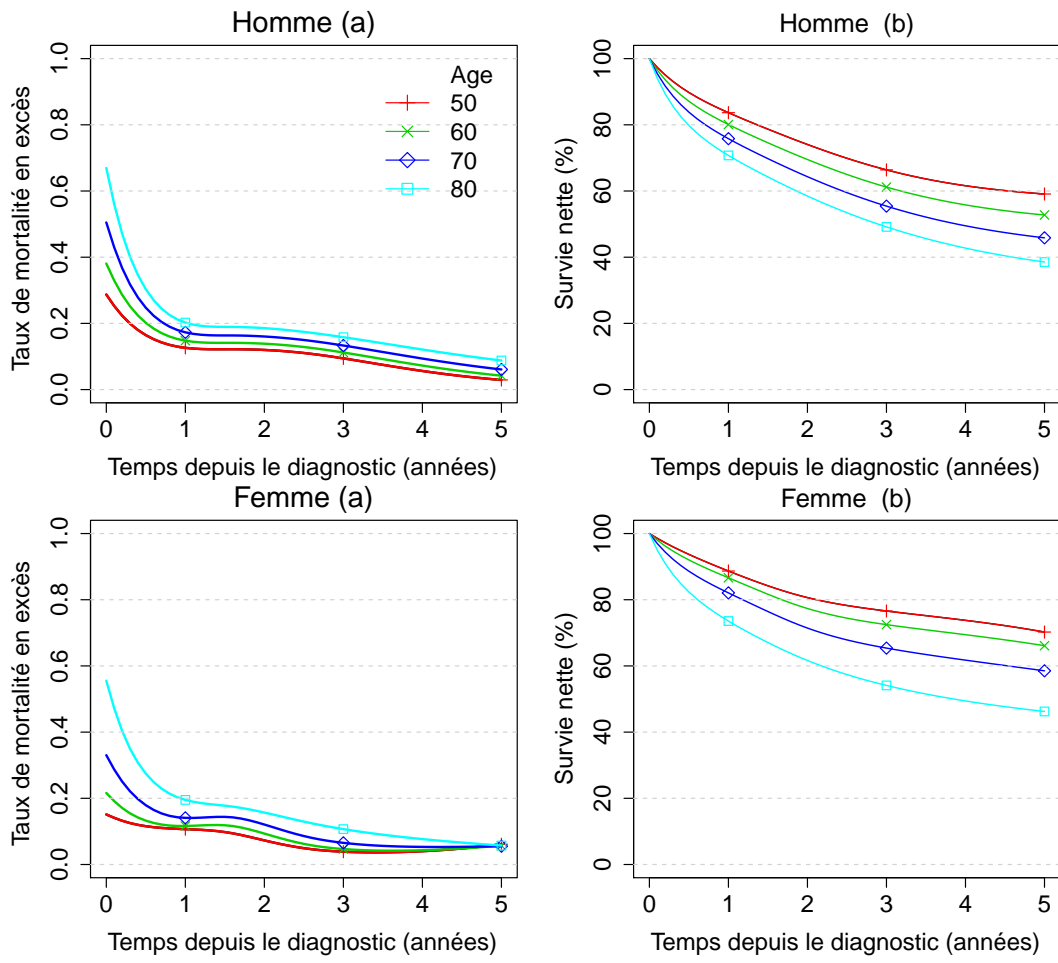 Homme (a)
Taux de mortalité en excès
1.0
0.8
0.6
0.4
0.2
0.0
Age
50
60
70
80
0 1 2 3 4 5
Temps depuis le diagnostic (années)
Homme (b)
Survie nette (%)
100
80
60
40
20
0
0 1 2 3 4 5
Temps depuis le diagnostic (années)
Femme (a)
Taux de mortalité en excès
1.0
0.8
0.6
0.4
0.2
0.0
0 1 2 3 4 5
Temps depuis le diagnostic (années)
Femme (b)
Survie nette (%)
100
80
60
40
20
0
0 1 2 3 4 5
Temps depuis le diagnostic (années)